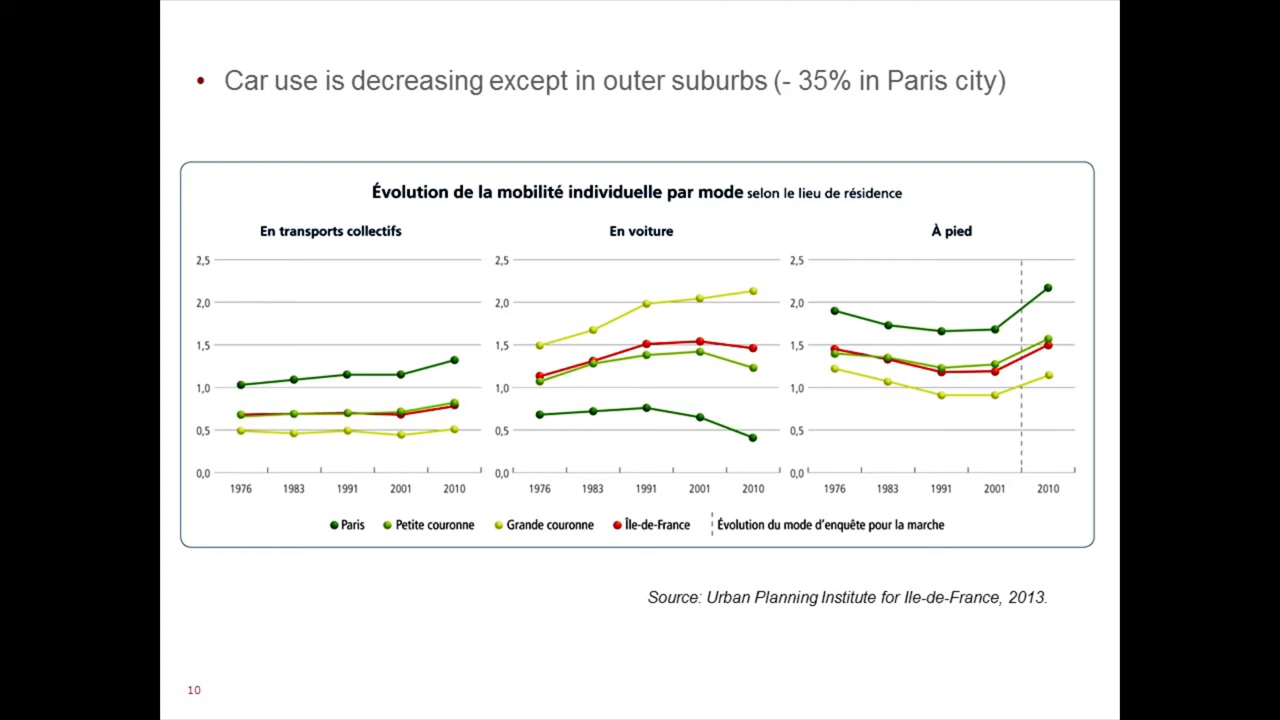 • Car use is decreasing except in outer suburbs (- 35% in Paris city)
Évolution de la mobilité individuelle par mode selon le lieu de résidence
En transports collectifs
2,5
2,0
1,5
1,0
0,5
0,0
1976 1983 1991 2001 2010
En voiture
2,5
2,0
1,5
1,0
0,5
0,0
1976 1983 1991 2001 2010
À pied
2,5
2,0
1,5
1,0
0,5
0,0
1976 1983 1991 2001 2010
Paris Petite couronne Grande couronne Île-de-France Évolution du mode d'enquête pour la marche
Source: Urban Planning Institute for Ile-de-France, 2013.
10